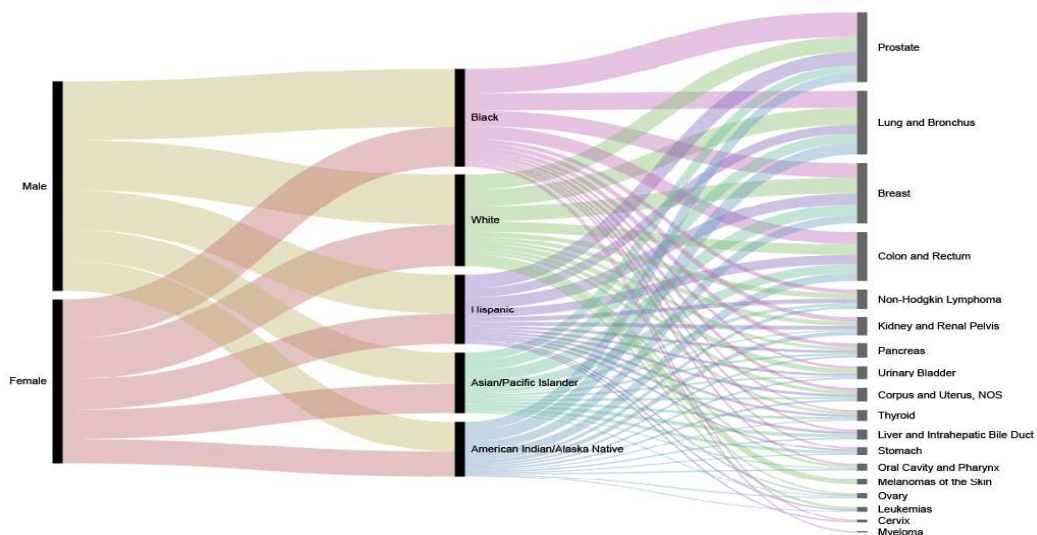 Male
Female
Black
White
Hispanic
Asian/Pacific Islander
American Indian/Alaska Native
Prostate
Lung and Bronchus
Breast
Colon and Rectum
Non-Hodgkin Lymphoma
Kidney and Renal Pelvis
Pancreas
Urinary Bladder
Corpus and Uterus, NOS
Thyroid
Liver and Intrahepatic Bile Duct
Stomach
Oral Cavity and Pharynx
Melanomas of the Skin
Ovary
Leukemias
Cervix
Myeloma